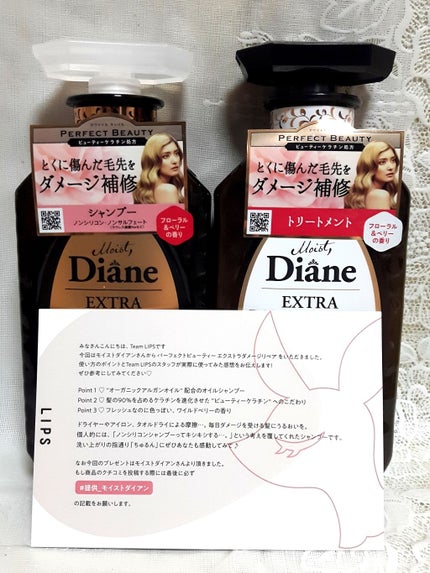 PERFECT BEAUTY
ビューティーケラチン処方
とくに傷んだ毛先を
ダメージ補修
シャンプー
ノンシリコン・ノンサルフェート
フローラル
&ベリー
の香り
Moist
Diane
EXTRA
PERFECT BEAUTY
ビューティーケラチン処方
とくに傷んだ毛先を
ダメージ補修
トリートメント
フローラル
&ベリー
の香り
Moist
Diane
EXTRA
みなさんこんにちは、Team LIPSです
今回はモイストダイアンさんから パーフェクトビューティー エクストラダメージリペア をいただきました。
使い方のポイントとTeam LIPSのスタッフが実際に使ってみた感想をお伝えします!
ぜひ参考にしてみてください♡
Point 1 ♡ "オーガニックアルガンオイル" 配合のオイルシャンプー
Point 2 ♡ 髪の90%を占めるケラチンを進化させた "ビューティーケラチン" へのこだわり
Point 3 ♡ フレッシュなのに色っぽい、ワイルドベリーの香り
ドライヤーやアイロン、タオルドライによる摩擦…。毎日ダメージを受ける髪にうるおいを。
個人的には、「ノンシリコンシャンプーってキシキシする…。」という考えを覆してくれたシャンプーです。
洗い上がりの指通り「ちゅるん」にぜひあなたも感動してみて♪
なお今回のプレゼントはモイストダイアンさんより頂きました。
もし商品のクチコミを投稿する際には最後に必ず
#提供_モイストダイアン
の記載をお願いします。
LIPS